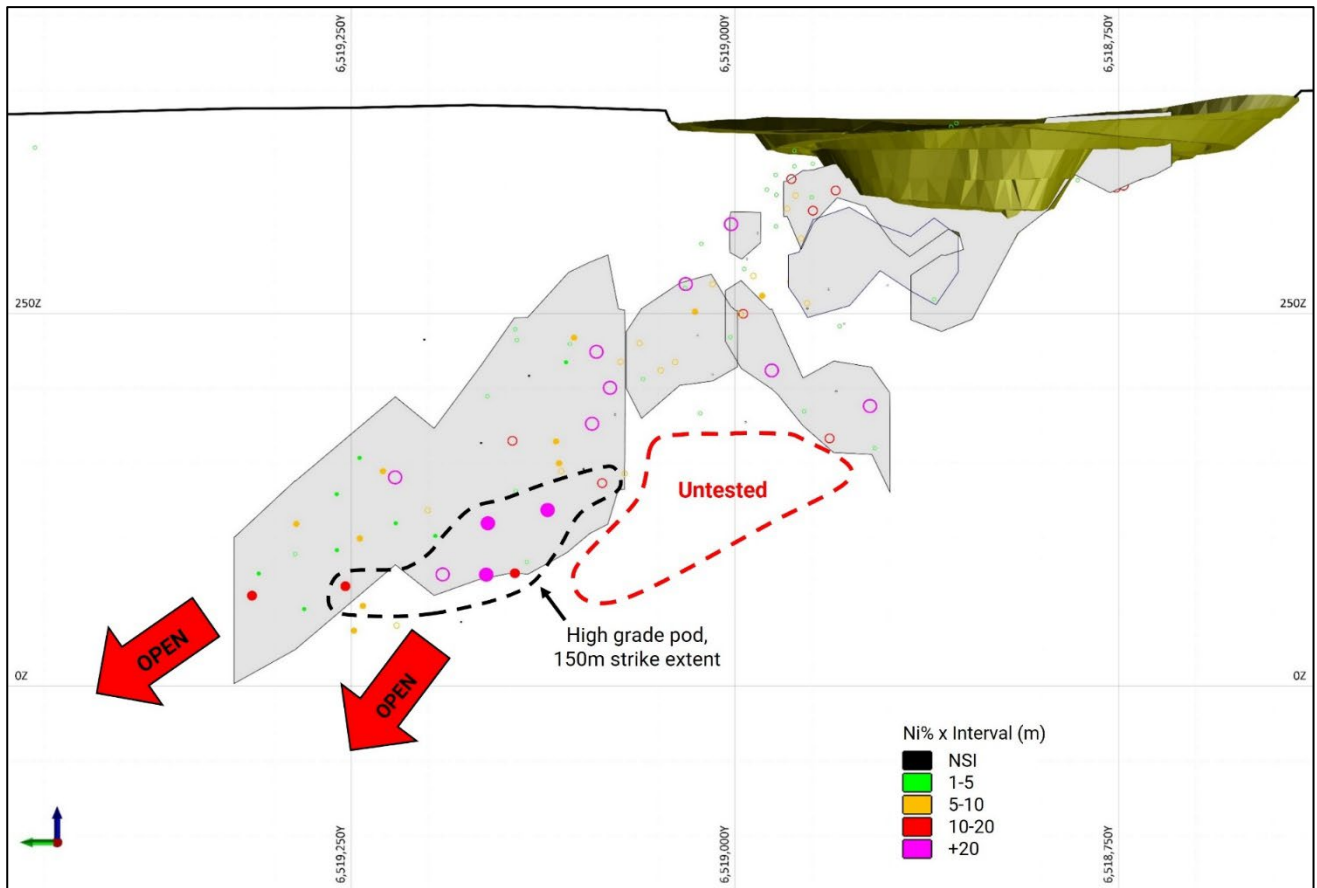 6,519,250Y
6,519,000Y
6,518,750Y
250Z
250Z
Untested
OPEN
OPEN
High grade pod,
150m strike extent
0Z
0Z
Ni% x Interval (m)
NSI
1-5
5-10
10-20
+20
6,519,250Y
6,519,000Y
6,518,750Y